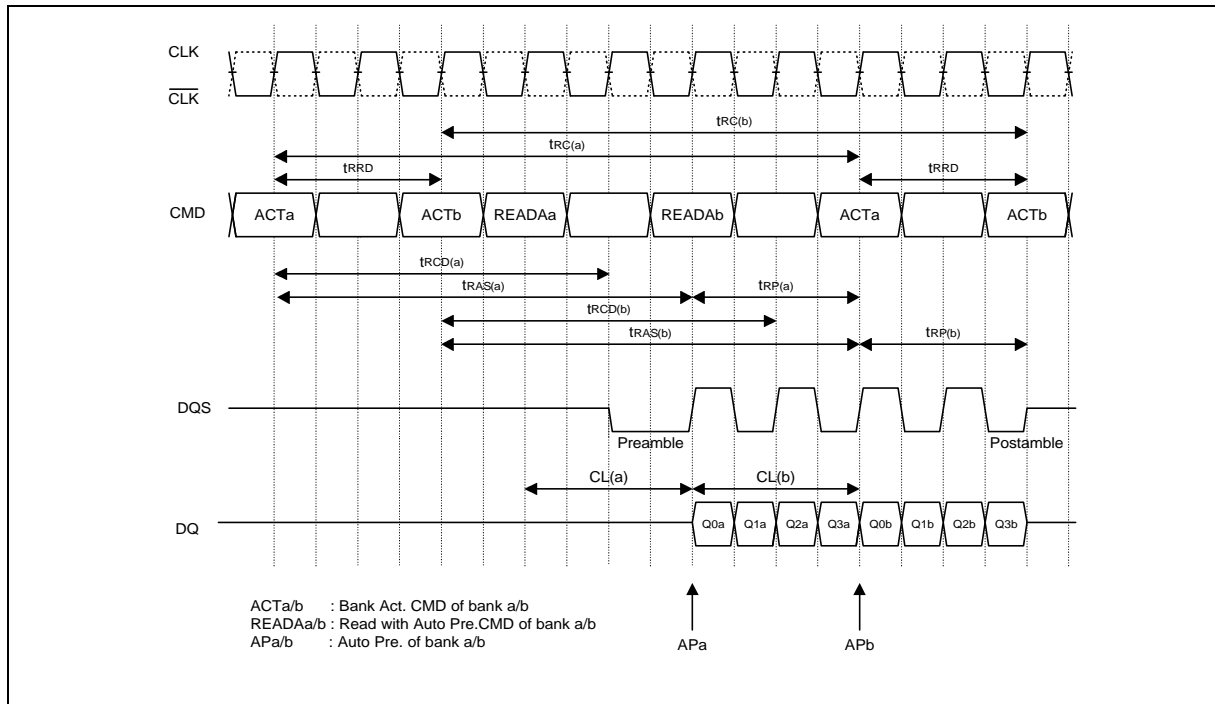 CLK
CLK
tRC(b)
tRC(a)
tRRD tRRD
CMD ACTa ACTb READAa READAb ACTa ACTb
tRCD(a)
tRAS(a) tRP(a)
tRCD(b)
tRAS(b) tRP(b)
DQS
Preamble Postamble
CL(a) CL(b)
DQ Q0a Q1a Q2a Q3a Q0b Q1b Q2b Q3b
ACTa/b : Bank Act. CMD of bank a/b
READAa/b : Read with Auto Pre.CMD of bank a/b
APa/b : Auto Pre. of bank a/b
APa APb